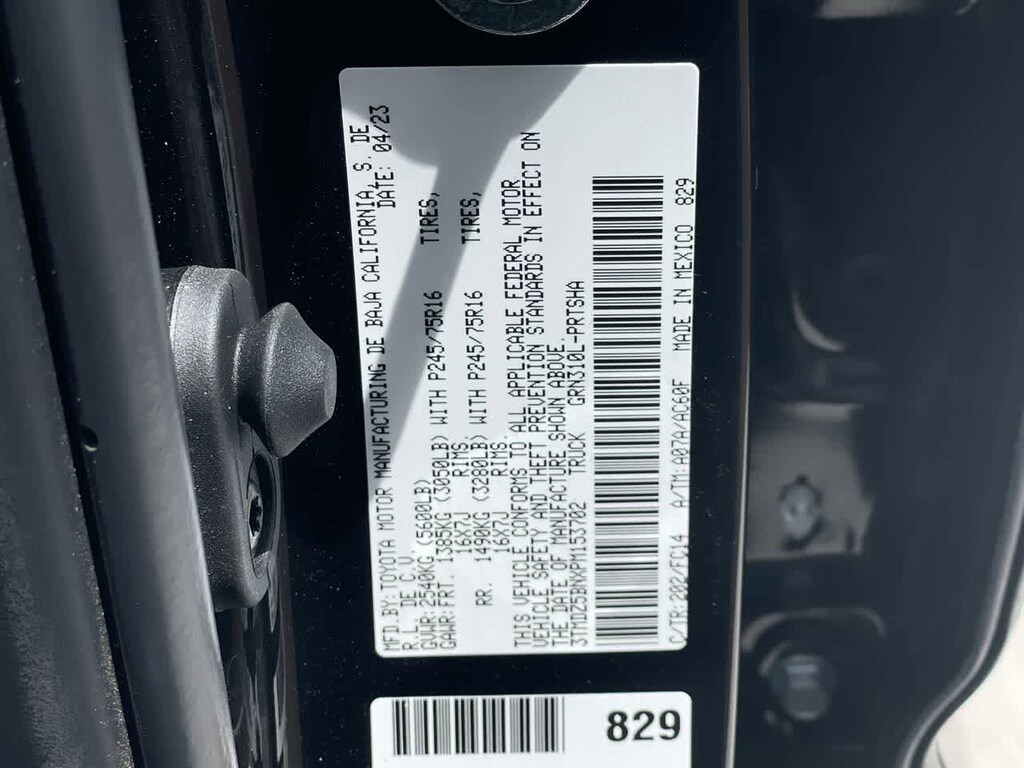 MFD.BY:TOYOTA MOTOR MANUFACTURING DE BAJA CALIFORNIA, S. DE
R.L. DE C.V. DATE: 04/23
GVWR:2540KG(5600LB)
GAWR:FRT. 1385KG(3050LB) WITH P245/75R16 TIRES,
16X7J RIMS.
RR. 1490KG(3280LB) WITH P245/75R16 TIRES,
16X7J RIMS.
THIS VEHICLE CONFORMS TO ALL APPLICABLE FEDERAL MOTOR
VEHICLE SAFETY AND THEFT PREVENTION STANDARDS IN EFFECT ON
THE DATE OF MANUFACTURE SHOWN ABOVE.
3TMDZ5BNXPM153702 TRUCK GRN310L-PRTSHA
C/TR:202/FC14 A/TM:A07A/AC60F MADE IN MEXICO 829
829